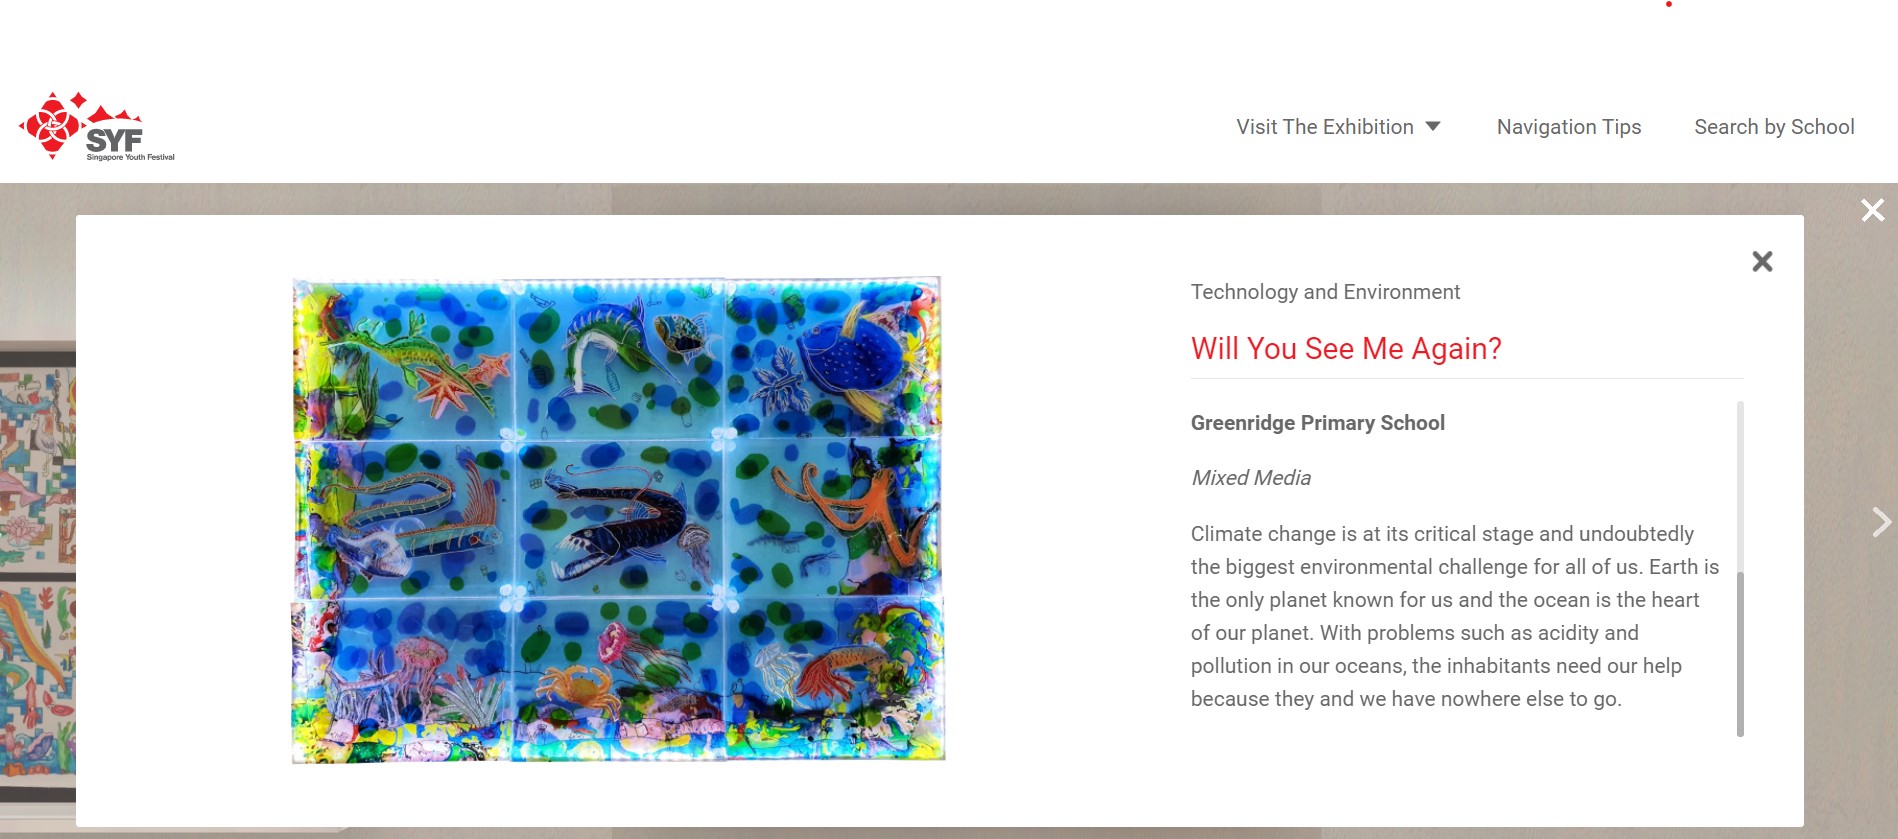 SYF
Singapore Youth Festival
Visit The Exhibition
Navigation Tips
Search by School
Technology and Environment
Will You See Me Again?
Greenridge Primary School
Mixed Media
Climate change is at its critical stage and undoubtedly
the biggest environmental challenge for all of us. Earth is
the only planet known for us and the ocean is the heart
of our planet. With problems such as acidity and
pollution in our oceans, the inhabitants need our help
because they and we have nowhere else to go.